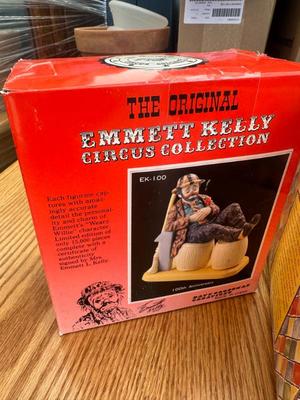 THE ORIGINAL
EMMETT KELLY
CIRCUS COLLECTION
Each figurine cap-
tures with amaz-
ingly accurate
detail the personal-
ity and charm of
Emmett's "Weary
Willie" character
Limited edition of
only 15,000 pieces
complete with a
certificate of
authenticity
signed by Mrs.
Emmett L. Kelly.
EK-100
100th Anniversary